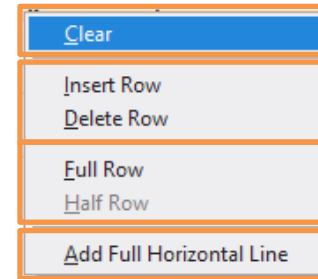 Clear
Insert Row
Delete Row
Full Row
Half Row
Add Full Horizontal Line